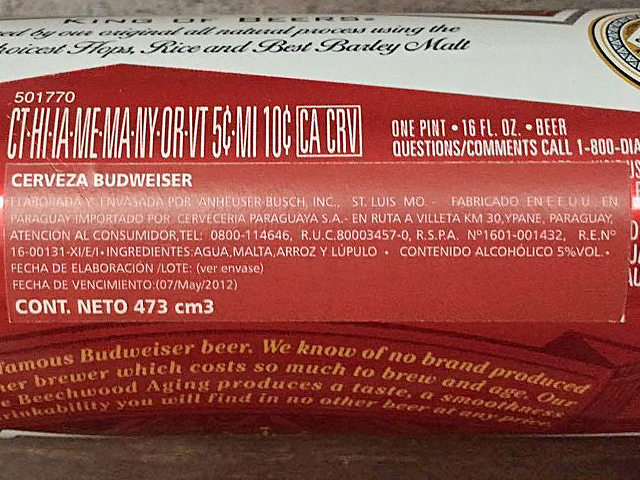 KING OF BEERS®
ed by our original all natural process using the
hoicest Hops, Rice and Best Barley Malt
501770
CT·HI·IA·ME·MA·NY·OR·VT 5¢·MI 10¢ CA CRV
ONE PINT • 16 FL. OZ. • BEER
QUESTIONS/COMMENTS CALL 1-800-DIA
CERVEZA BUDWEISER
ELABORADA Y ENVASADA POR ANHEUSER-BUSCH, INC., ST. LUIS MO. - FABRICADO EN E.E.U.U., EN
PARAGUAY IMPORTADO POR CERVECERIA PARAGUAYA S.A.- EN RUTA A VILLETA KM 30,YPANE, PARAGUAY,
ATENCION AL CONSUMIDOR,TEL: 0800-114646, R.U.C.80003457-0, R.S.P.A. Nº1601-001432, R.E.Nº
16-00131-XI/E/I•INGREDIENTES:AGUA,MALTA,ARROZ Y LÚPULO • CONTENIDO ALCOHÓLICO 5%VOL.•
FECHA DE ELABORACIÓN /LOTE: (ver envase)
FECHA DE VENCIMIENTO:(07/May/2012)
CONT. NETO 473 cm3
famous Budweiser beer. We know of no brand produced
her brewer which costs so much to brew and age. Our
e Beechwood Aging produces a taste, a smoothness
rinkability you will find in no other beer at any price.